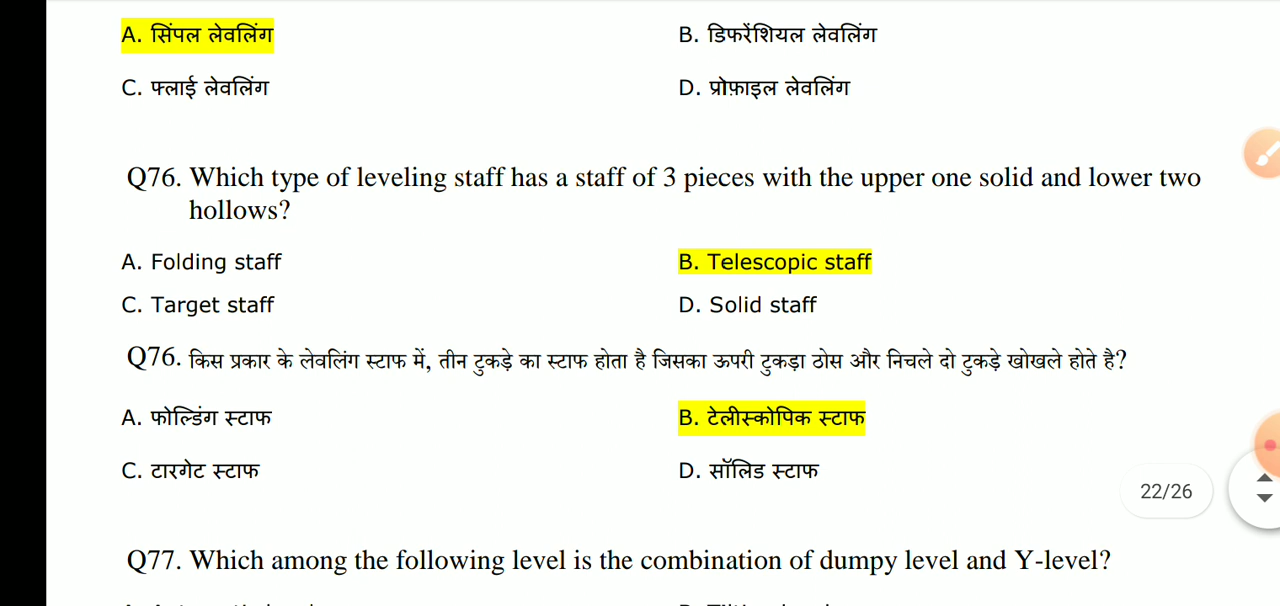 A. सिंपल लेवलिंग B. डिफरेंशियल लेवलिंग
C. फ्लाई लेवलिंग D. प्रोफ़ाइल लेवलिंग
Q76. Which type of leveling staff has a staff of 3 pieces with the upper one solid and lower two
hollows?
A. Folding staff B. Telescopic staff
C. Target staff D. Solid staff
Q76. किस प्रकार के लेवलिंग स्टाफ में, तीन टुकड़े का स्टाफ होता है जिसका ऊपरी टुकड़ा ठोस और निचले दो टुकड़े खोखले होते है?
A. फोल्डिंग स्टाफ B. टेलीस्कोपिक स्टाफ
C. टारगेट स्टाफ D. सॉलिड स्टाफ
22/26
Q77. Which among the following level is the combination of dumpy level and Y-level?